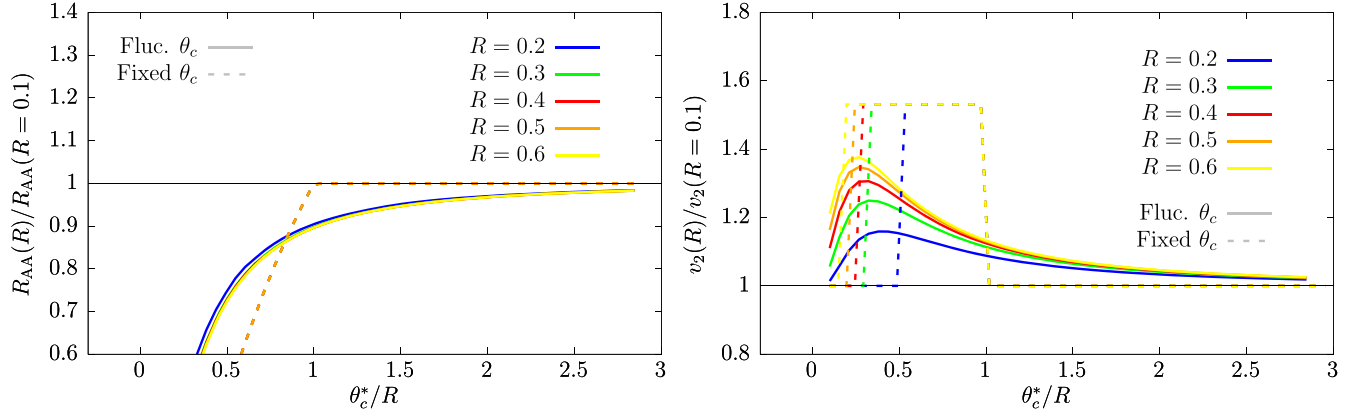 1.4
1.3
1.2
1.1
1
0.9
0.8
0.7
0.6
R_AA(R)/R_AA(R = 0.1)
Fluc. θ_c
Fixed θ_c
R = 0.2
R = 0.3
R = 0.4
R = 0.5
R = 0.6
0 0.5 1 1.5 2 2.5 3
θ_c^*/R
1.8
1.6
1.4
1.2
1
0.8
v_2(R)/v_2(R = 0.1)
R = 0.2
R = 0.3
R = 0.4
R = 0.5
R = 0.6
Fluc. θ_c
Fixed θ_c
0 0.5 1 1.5 2 2.5 3
θ_c^*/R